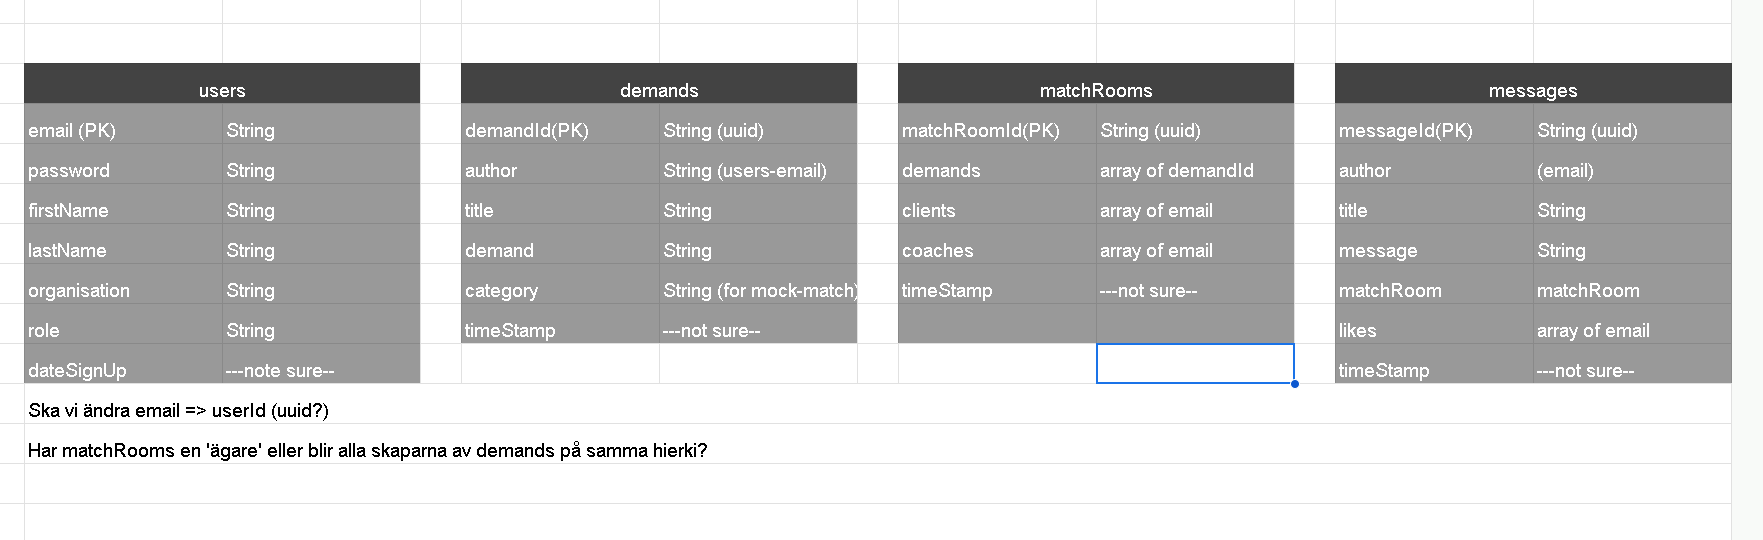 users demands matchRooms messages
email (PK) String demandId(PK) String (uuid) matchRoomId(PK) String (uuid) messageId(PK) String (uuid)
password String author String (users-email) demands array of demandId author (email)
firstName String title String clients array of email title String
lastName String demand String coaches array of email message String
organisation String category String (for mock-match) timeStamp ---not sure-- matchRoom matchRoom
role String timeStamp ---not sure-- likes array of email
dateSignUp ---note sure-- timeStamp ---not sure--
Ska vi ändra email => userId (uuid?)
Har matchRooms en 'ägare' eller blir alla skaparna av demands på samma hierki?